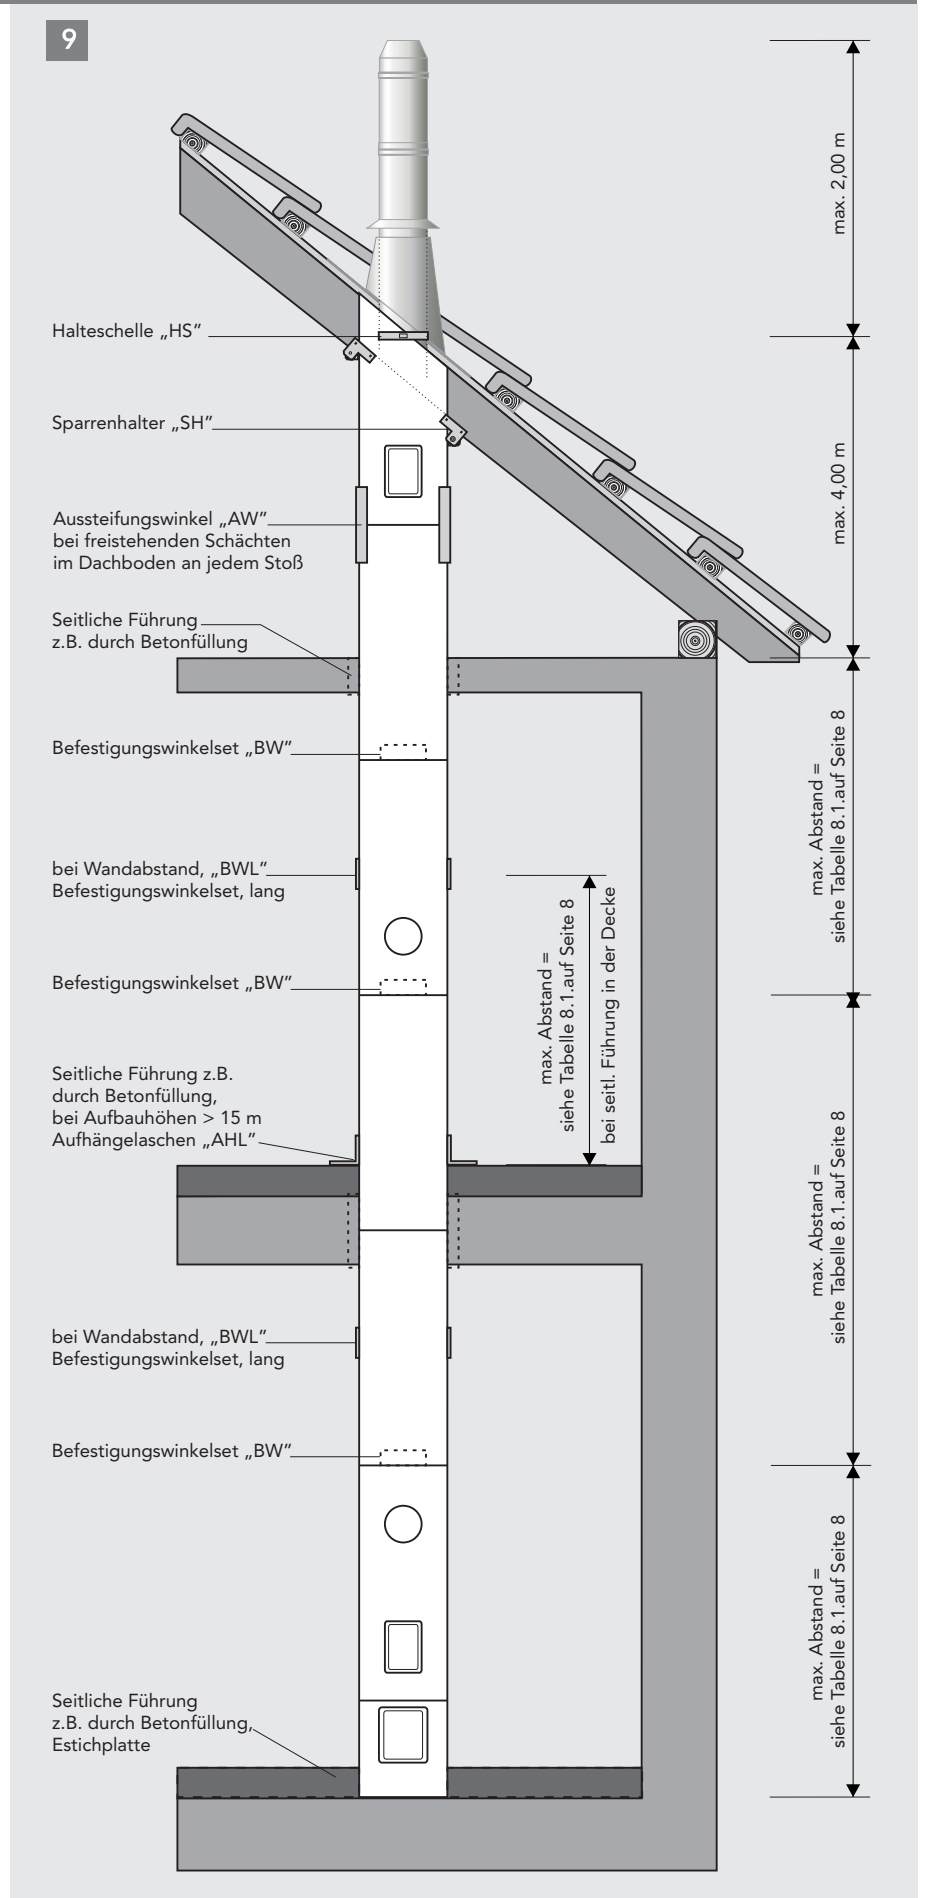 9
max. 2,00 m
Halteschelle „HS”
Sparrenhalter „SH”
max. 4,00 m
Aussteifungswinkel „AW”
bei freistehenden Schächten
im Dachboden an jedem Stoß
Seitliche Führung
z.B. durch Betonfüllung
Befestigungswinkelset „BW”
max. Abstand =
siehe Tabelle 8.1.auf Seite 8
bei Wandabstand, „BWL”
Befestigungswinkelset, lang
max. Abstand =
siehe Tabelle 8.1.auf Seite 8
bei seitl. Führung in der Decke
Befestigungswinkelset „BW”
Seitliche Führung z.B.
durch Betonfüllung,
bei Aufbauhöhen > 15 m
Aufhängelaschen „AHL”
max. Abstand =
siehe Tabelle 8.1.auf Seite 8
bei Wandabstand, „BWL”
Befestigungswinkelset, lang
Befestigungswinkelset „BW”
max. Abstand =
siehe Tabelle 8.1.auf Seite 8
Seitliche Führung
z.B. durch Betonfüllung,
Estichplatte